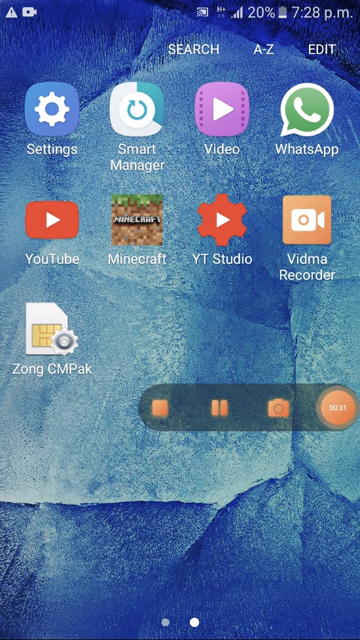 H+ 20% 7:28 p.m.
SEARCH A-Z EDIT
Settings
Smart
Manager
Video
WhatsApp
MINECRAFT
YouTube
Minecraft
YT Studio
Vidma
Recorder
Zong CMPak
00:31